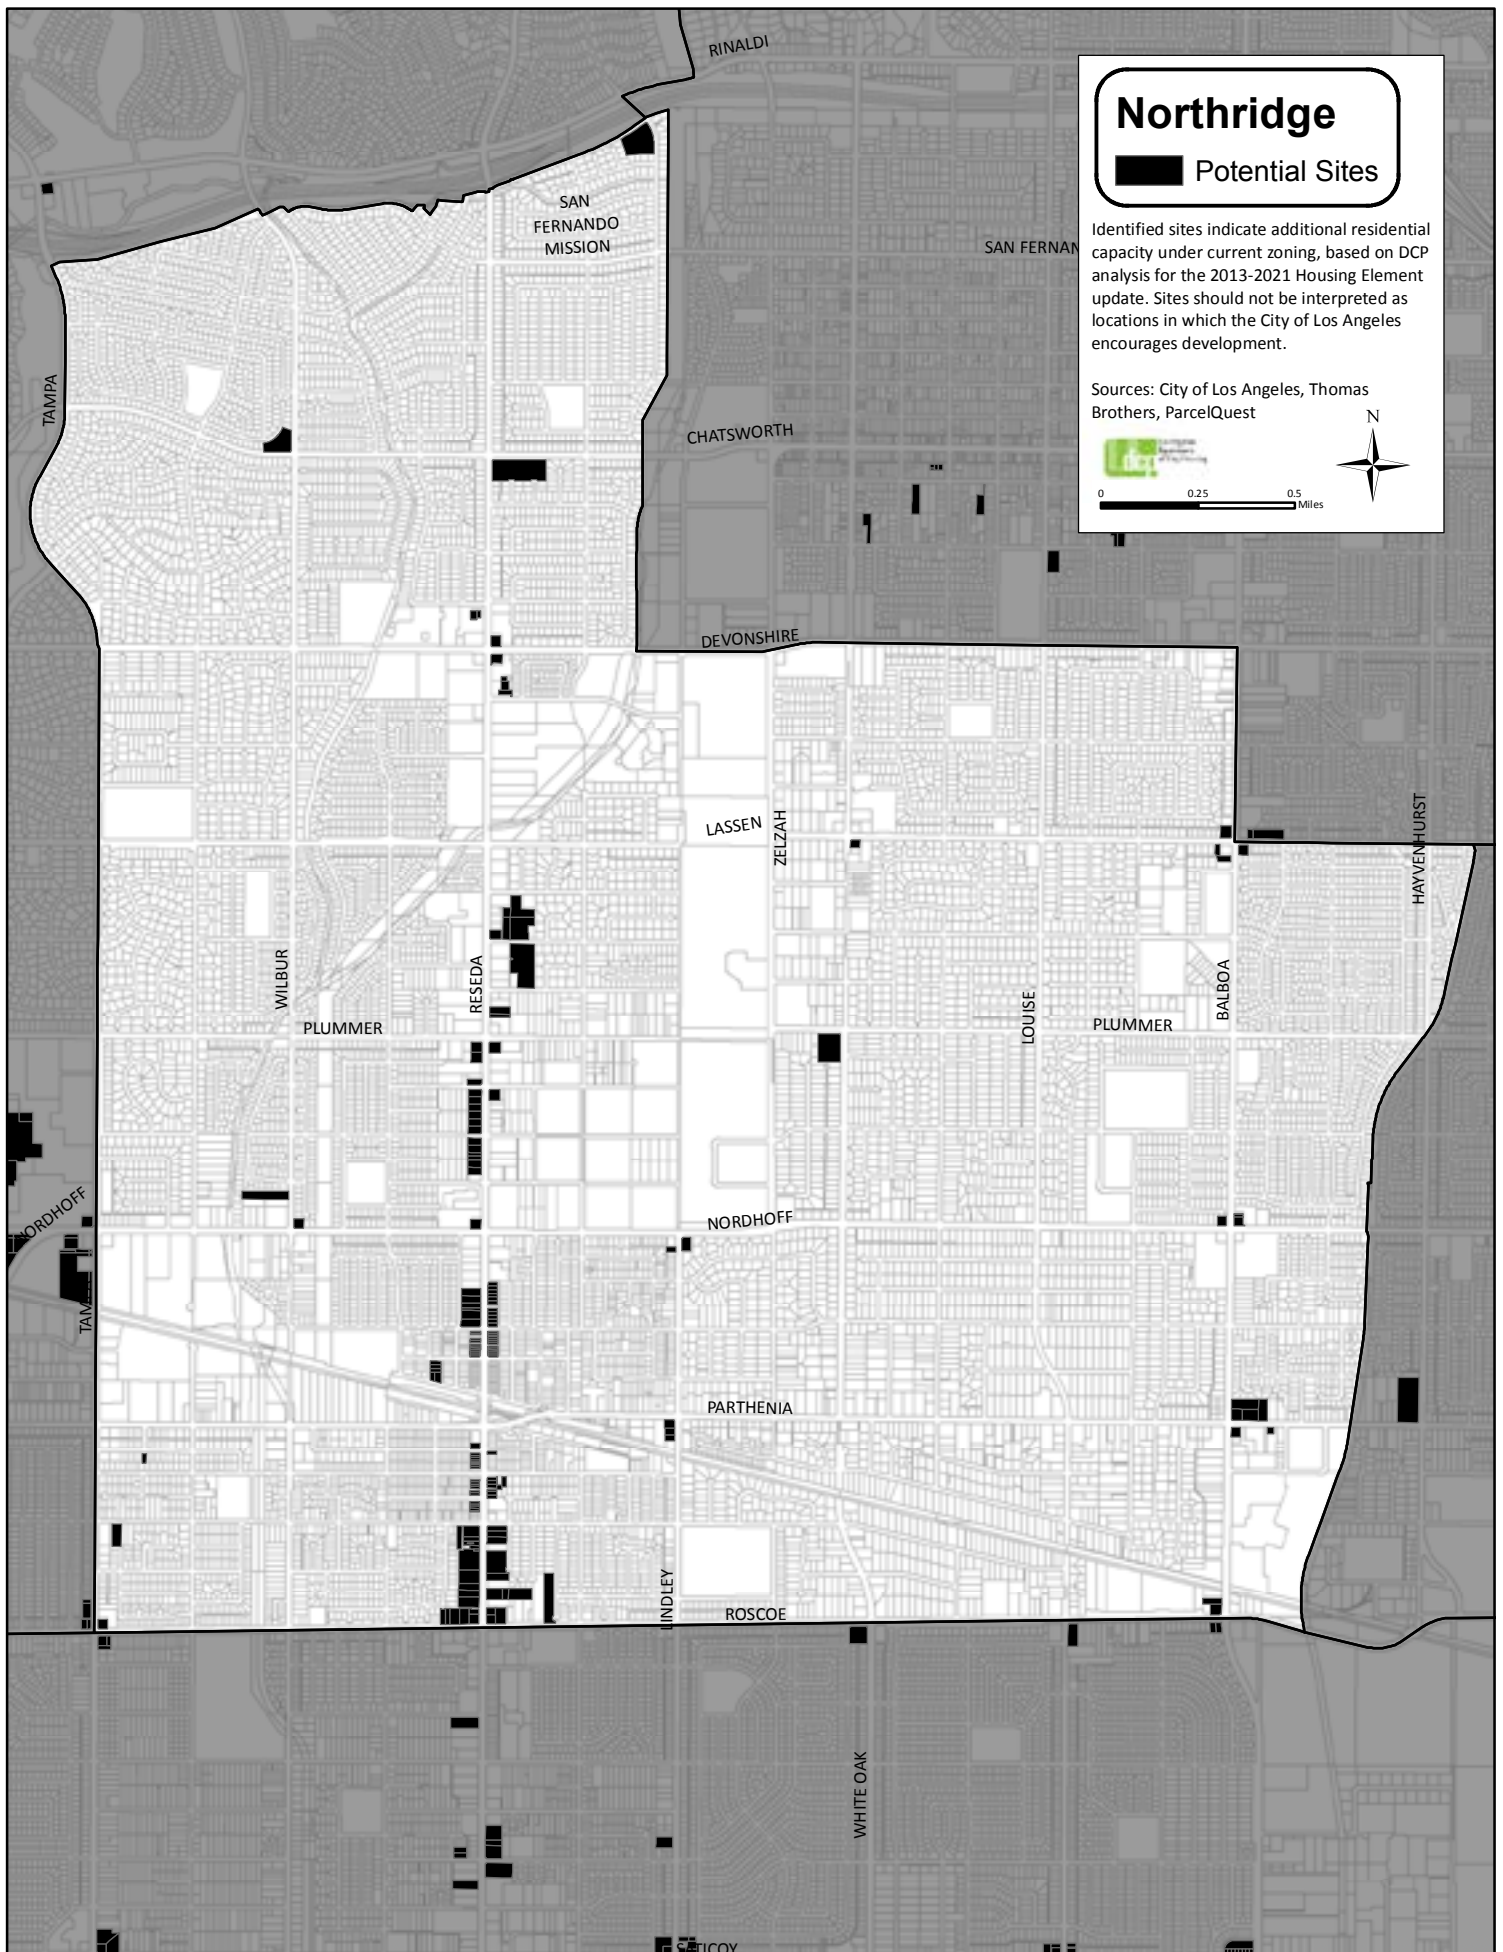 RINALDI
Northridge
Potential Sites
Identified sites indicate additional residential
capacity under current zoning, based on DCP
analysis for the 2013-2021 Housing Element
update. Sites should not be interpreted as
locations in which the City of Los Angeles
encourages development.
Sources: City of Los Angeles, Thomas
Brothers, ParcelQuest
N
dcp
0 0.25 0.5
Miles
SAN
FERNANDO
MISSION
SAN FERNAN
TAMPA
CHATSWORTH
DEVONSHIRE
LASSEN
ZELZAH
HAYVENHURST
WILBUR
RESEDA
LOUISE
BALBOA
PLUMMER
PLUMMER
NORDHOFF
NORDHOFF
TAM
PARTHENIA
LINDLEY
ROSCOE
WHITE OAK
SATICOY